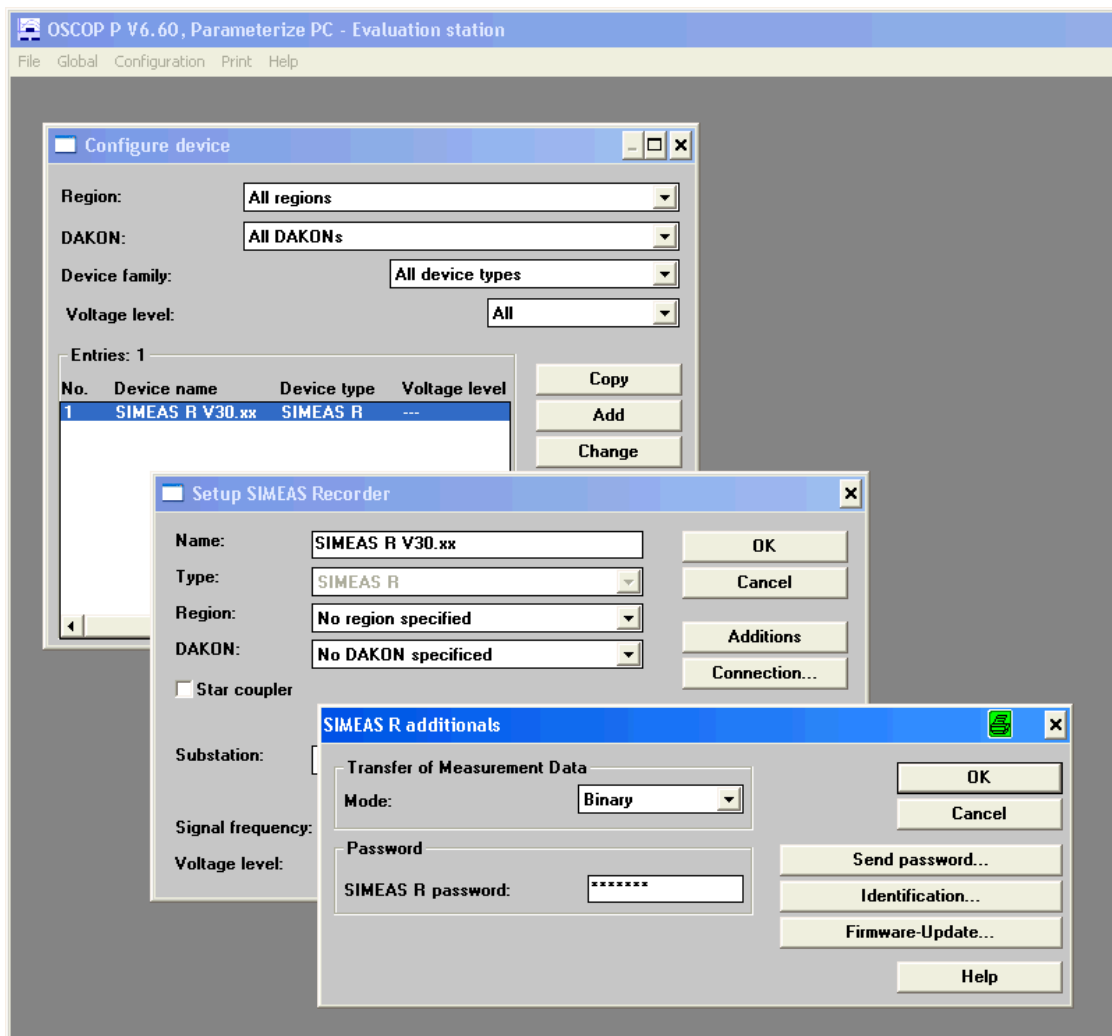 OSCOP P V6.60, Parameterize PC - Evaluation station
File Global Configuration Print Help
Configure device
Region: All regions
DAKON: All DAKONs
Device family: All device types
Voltage level: All
Entries: 1
No. Device name Device type Voltage level
1 SIMEAS R V30.xx SIMEAS R ---
Copy
Add
Change
Setup SIMEAS Recorder
Name: SIMEAS R V30.xx
Type: SIMEAS R
Region: No region specified
DAKON: No DAKON specificed
Star coupler
Substation:
Signal frequency:
Voltage level:
OK
Cancel
Additions
Connection...
SIMEAS R additionals
Transfer of Measurement Data
Mode: Binary
Password
SIMEAS R password: *******
OK
Cancel
Send password...
Identification...
Firmware-Update...
Help